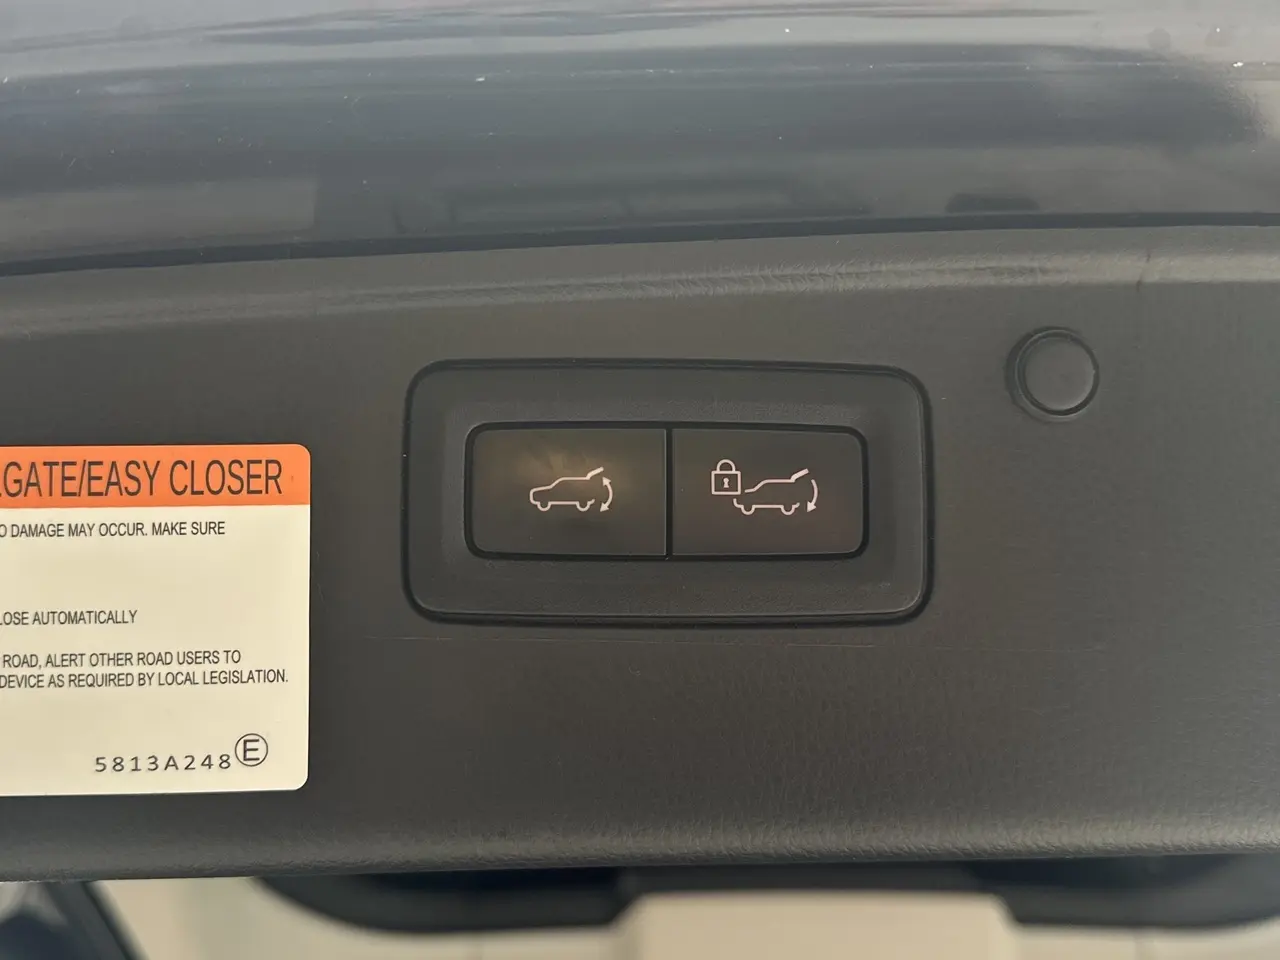 GATE/EASY CLOSER
DAMAGE MAY OCCUR. MAKE SURE
AUTOMATICALLY
ROAD, ALERT OTHER ROAD USERS TO
DEVICE AS REQUIRED BY LOCAL LEGISLATION.
5813A248 E